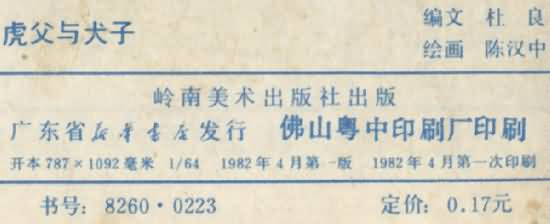 虎父与犬子
编文 杜良
绘画 陈汉中
岭南美术出版社出版
广东省新华书店发行 佛山粤中印刷厂印刷
开本787×1092毫米 1/64 1982年4月第一版 1982年4月第一次印刷
书号：8260·0223 定价：0.17元